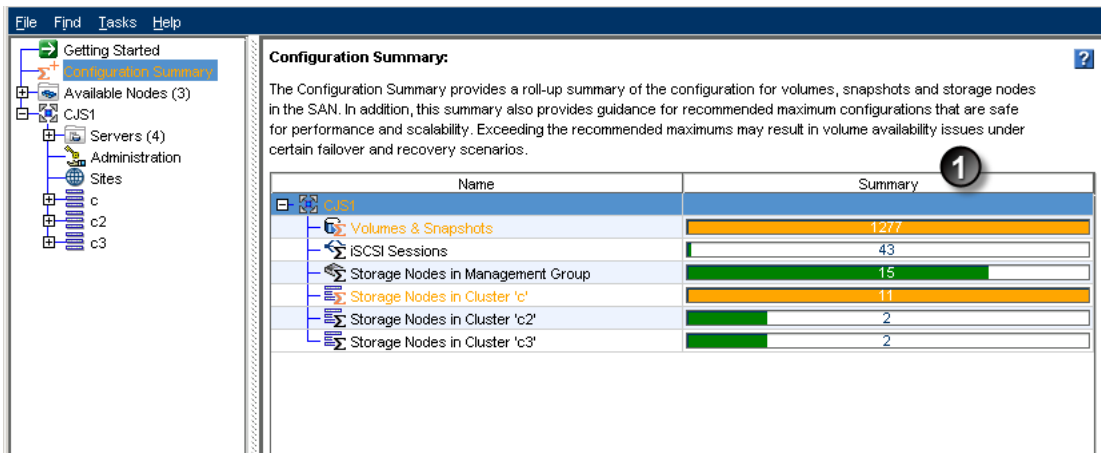 File Find Tasks Help
Getting Started
Configuration Summary
Available Nodes (3)
CJS1
Servers (4)
Administration
Sites
c
c2
c3
Configuration Summary:
?
The Configuration Summary provides a roll-up summary of the configuration for volumes, snapshots and storage nodes
in the SAN. In addition, this summary also provides guidance for recommended maximum configurations that are safe
for performance and scalability. Exceeding the recommended maximums may result in volume availability issues under
certain failover and recovery scenarios.
1
Name Summary
CJS1
Volumes & Snapshots 1277
iSCSI Sessions 43
Storage Nodes in Management Group 15
Storage Nodes in Cluster 'c' 11
Storage Nodes in Cluster 'c2' 2
Storage Nodes in Cluster 'c3' 2